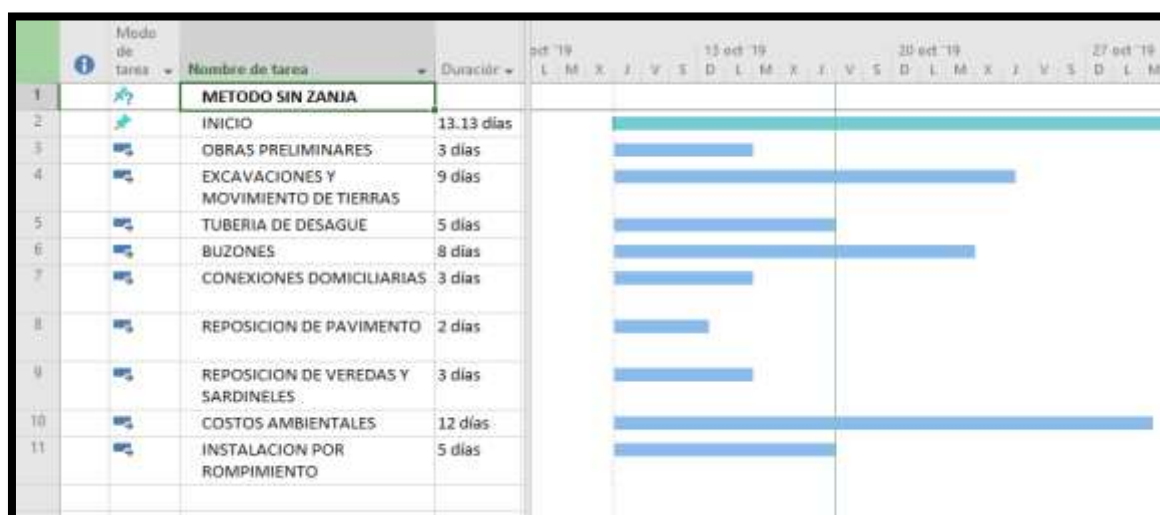 Modo de tarea Nombre de tarea Duración oct '19 13 oct '19 20 oct '19 27 oct '19
L M X J V S D L M X J V S D L M X J V S D L M
1 METODO SIN ZANJA
2 INICIO 13.13 días
3 OBRAS PRELIMINARES 3 días
4 EXCAVACIONES Y 9 días
MOVIMIENTO DE TIERRAS
5 TUBERIA DE DESAGUE 5 días
6 BUZONES 8 días
7 CONEXIONES DOMICILIARIAS 3 días
8 REPOSICION DE PAVIMENTO 2 días
9 REPOSICION DE VEREDAS Y 3 días
SARDINELES
10 COSTOS AMBIENTALES 12 días
11 INSTALACION POR 5 días
ROMPIMIENTO